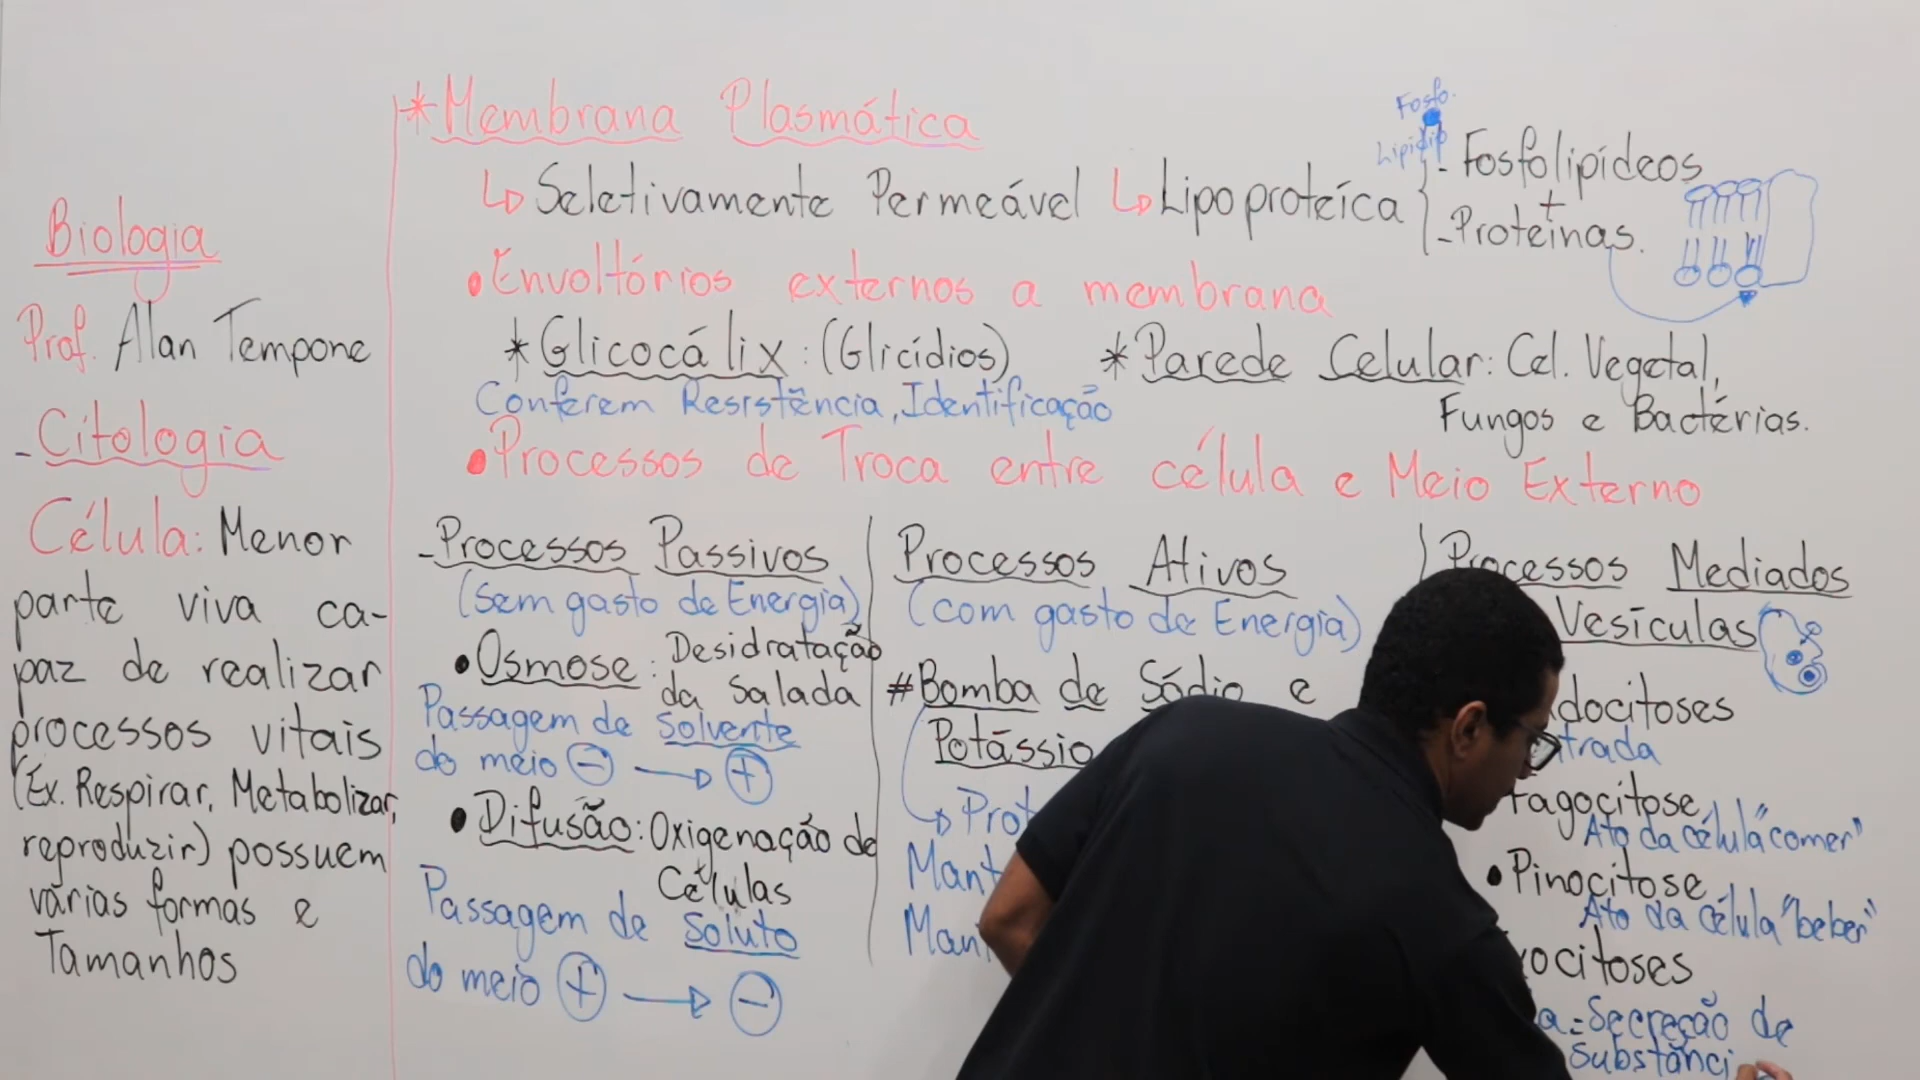 Biologia
Prof. Alan Tempone
- Citologia
Célula: Menor
parte viva ca-
paz de realizar
processos vitais
(Ex. Respirar, Metabolizar,
reproduzir) possuem
várias formas e
Tamanhos
* Membrana Plasmática
Fosfo.
↳ Seletivamente Permeável ↳ Lipoproteíca
- Fosfolipídeos
+
- Proteínas.
• Envoltórios externos a membrana
* Glicocálix: (Glicídios)
Conferem Resistência, Identificação
* Parede Celular: Cel. Vegetal,
Fungos e Bactérias.
• Processos de Troca entre célula e Meio Externo
- Processos Passivos
(Sem gasto de Energia)
• Osmose: Desidratação
da Salada
Passagem de Solvente
do meio ⊖ → ⊕
• Difusão: Oxigenação de
Células
Passagem de Soluto
do meio ⊕ → ⊖
Processos Ativos
(com gasto de Energia)
# Bomba de Sódio e
Potássio
Processos Mediados
Vesículas
docitoses
trada
Fagocitose
Ato da célula "comer"
• Pinocitose
Ato da célula "beber"
ocitoses
a = Secreção de
Substânci